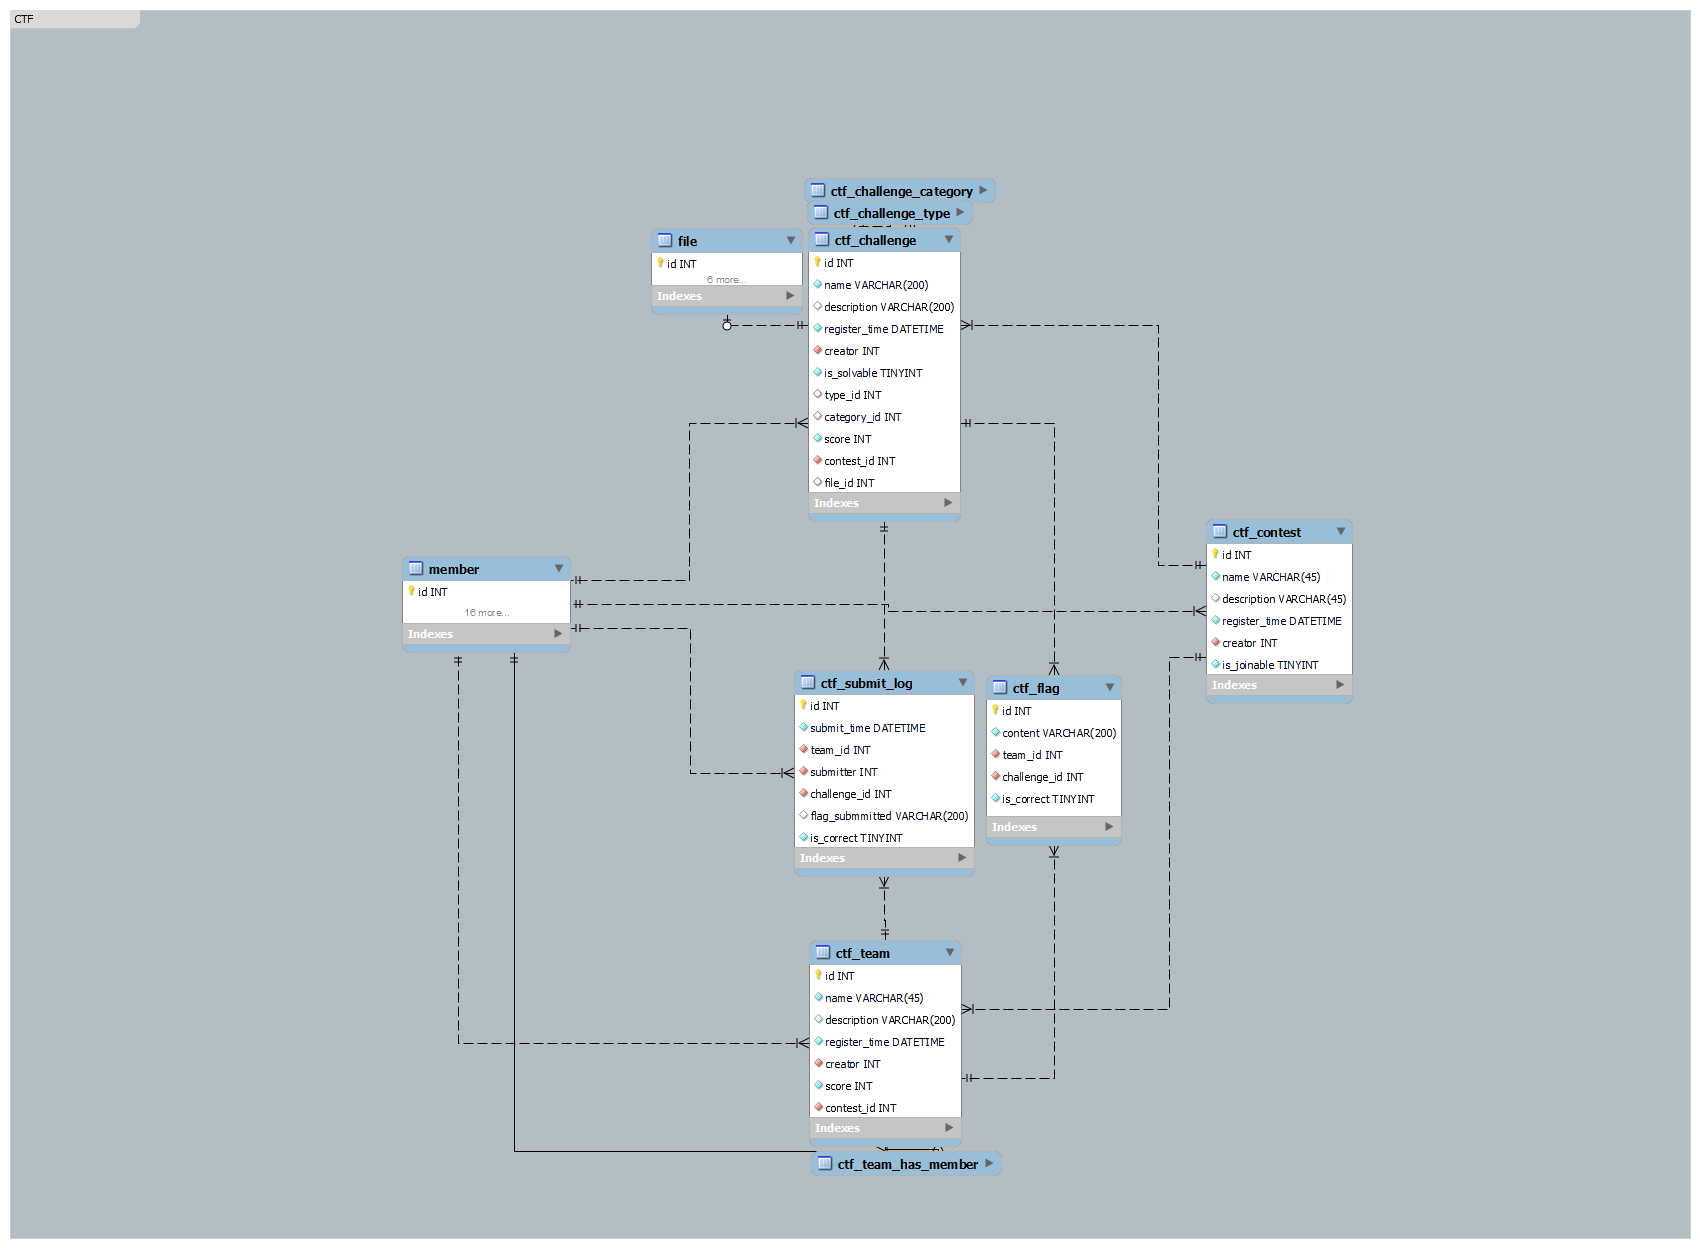 CTF
ctf_challenge_category
ctf_challenge_type
file
id INT
6 more...
Indexes
ctf_challenge
id INT
name VARCHAR(200)
description VARCHAR(200)
register_time DATETIME
creator INT
is_solvable TINYINT
type_id INT
category_id INT
score INT
contest_id INT
file_id INT
Indexes
ctf_contest
id INT
name VARCHAR(45)
description VARCHAR(45)
register_time DATETIME
creator INT
is_joinable TINYINT
Indexes
member
id INT
16 more...
Indexes
ctf_submit_log
id INT
submit_time DATETIME
team_id INT
submitter INT
challenge_id INT
flag_submmitted VARCHAR(200)
is_correct TINYINT
Indexes
ctf_flag
id INT
content VARCHAR(200)
team_id INT
challenge_id INT
is_correct TINYINT
Indexes
ctf_team
id INT
name VARCHAR(45)
description VARCHAR(200)
register_time DATETIME
creator INT
score INT
contest_id INT
Indexes
ctf_team_has_member